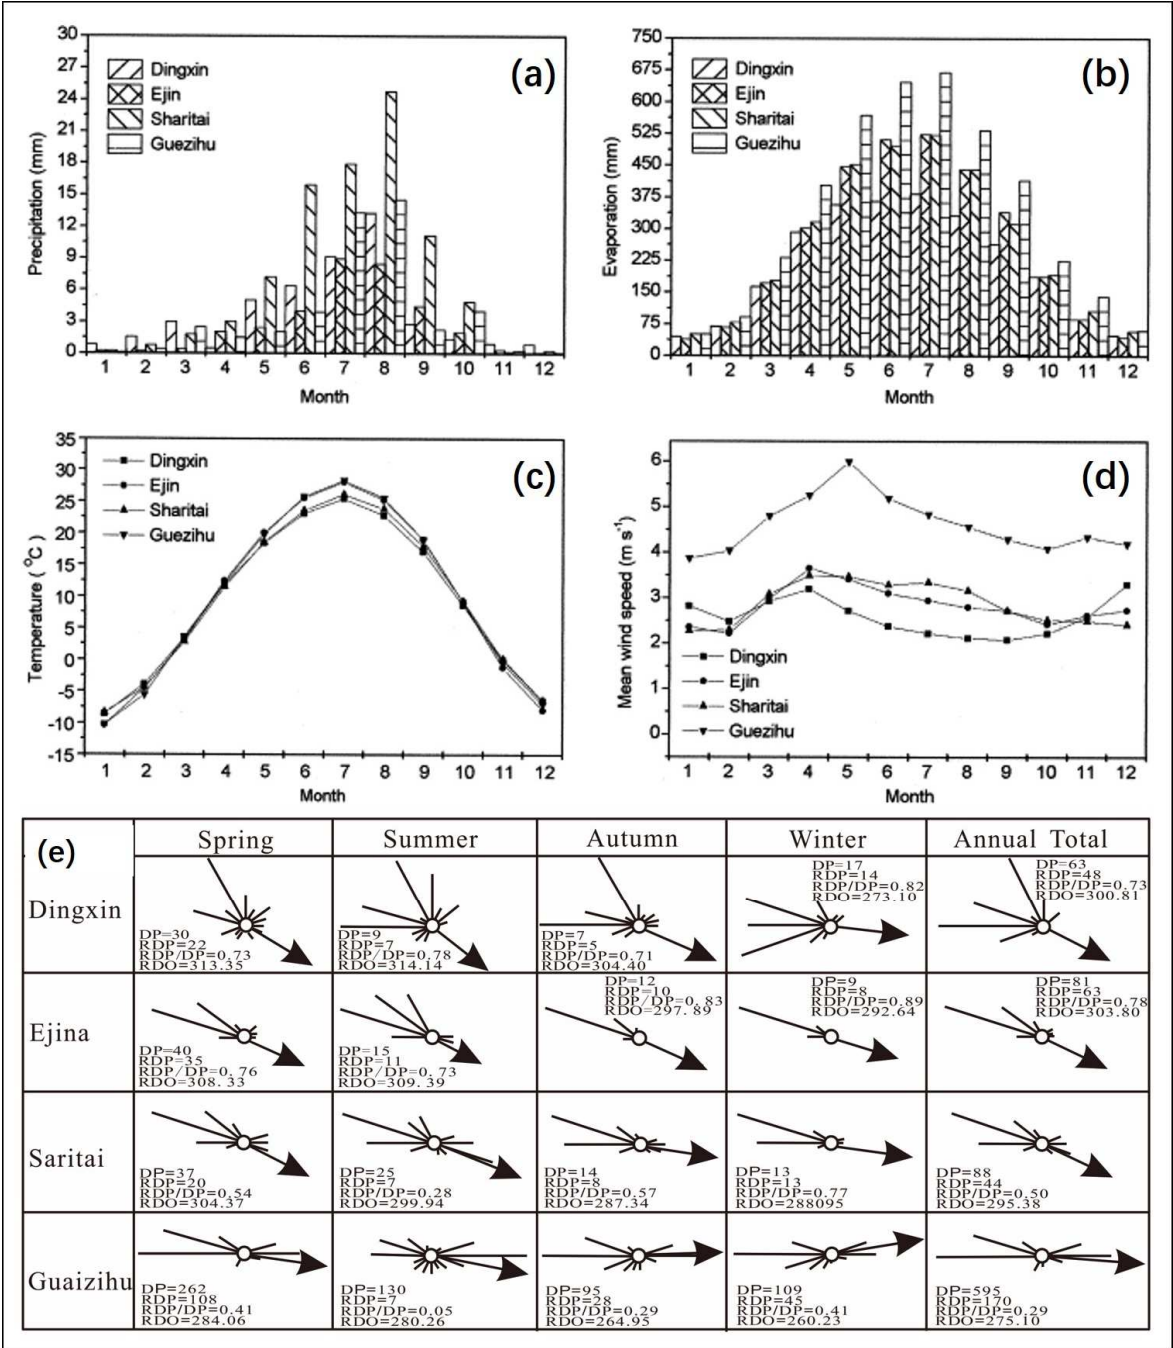 (a)
30
27
24
21
18
15
12
9
6
3
0
Precipitation (mm)
Dingxin
Ejin
Sharitai
Guezihu
1 2 3 4 5 6 7 8 9 10 11 12
Month
(b)
750
675
600
525
450
375
300
225
150
75
0
Evaporation (mm)
Dingxin
Ejin
Sharitai
Guezihu
1 2 3 4 5 6 7 8 9 10 11 12
Month
(c)
35
30
25
20
15
10
5
0
-5
-10
-15
Temperature ( °C )
Dingxin
Ejin
Sharitai
Guezihu
1 2 3 4 5 6 7 8 9 10 11 12
Month
(d)
6
5
4
3
2
1
0
Mean wind speed (m s⁻¹)
Dingxin
Ejin
Sharitai
Guezihu
1 2 3 4 5 6 7 8 9 10 11 12
Month
(e) Spring Summer Autumn Winter Annual Total
Dingxin
DP=30
RDP=22
RDP/DP=0.73
RDO=313.35
DP=9
RDP=7
RDP/DP=0.78
RDO=314.14
DP=7
RDP=5
RDP/DP=0.71
RDO=304.40
DP=17
RDP=14
RDP/DP=0.82
RDO=273.10
DP=63
RDP=48
RDP/DP=0.73
RDO=300.81
Ejina
DP=40
RDP=35
RDP/DP=0.76
RDO=308.33
DP=15
RDP=11
RDP/DP=0.73
RDO=309.39
DP=12
RDP=10
RDP/DP=0.83
RDO=297.89
DP=9
RDP=8
RDP/DP=0.89
RDO=292.64
DP=81
RDP=63
RDP/DP=0.78
RDO=303.80
Saritai
DP=37
RDP=20
RDP/DP=0.54
RDO=304.37
DP=25
RDP=7
RDP/DP=0.28
RDO=299.94
DP=14
RDP=8
RDP/DP=0.57
RDO=287.34
DP=13
RDP=13
RDP/DP=0.77
RDO=288095
DP=88
RDP=44
RDP/DP=0.50
RDO=295.38
Guaizihu
DP=262
RDP=108
RDP/DP=0.41
RDO=284.06
DP=130
RDP=7
RDP/DP=0.05
RDO=280.26
DP=95
RDP=28
RDP/DP=0.29
RDO=264.95
DP=109
RDP=45
RDP/DP=0.41
RDO=260.23
DP=595
RDP=170
RDP/DP=0.29
RDO=275.10